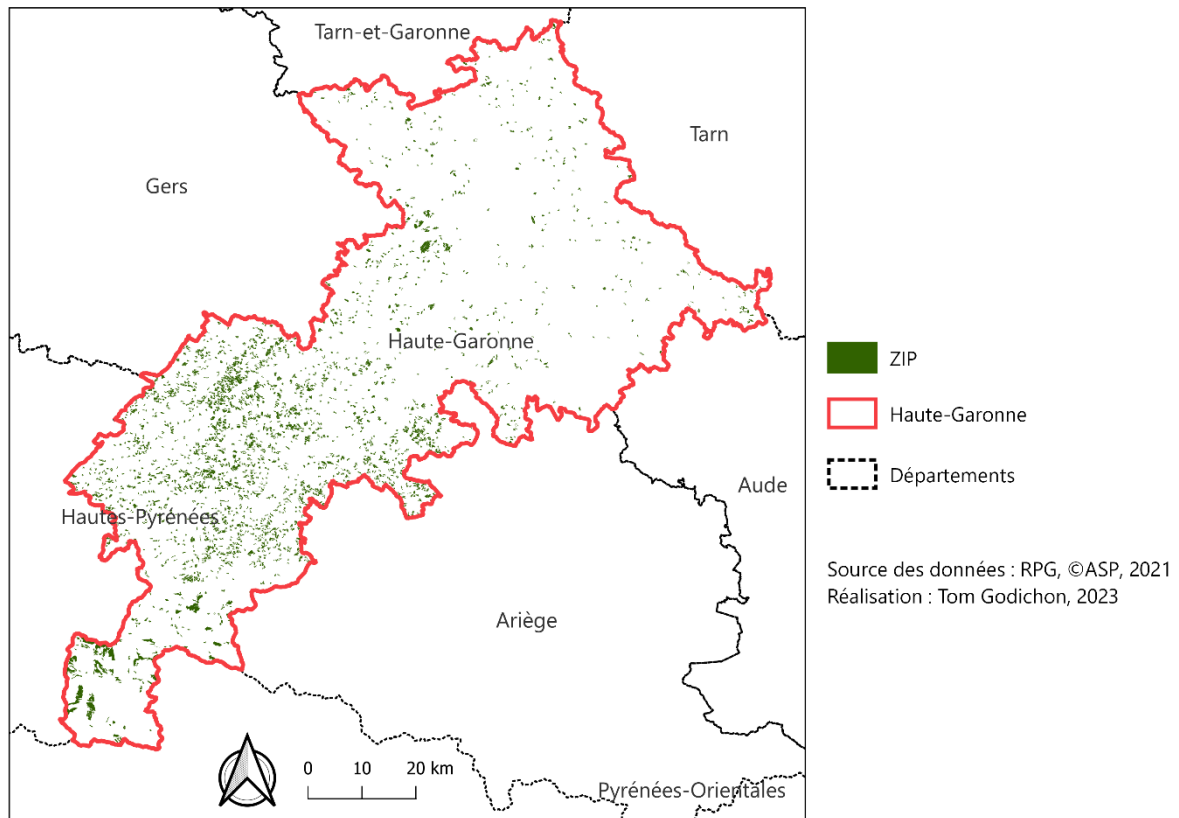 Tarn-et-Garonne
Tarn
Gers
Haute-Garonne
ZIP
Haute-Garonne
Départements
Aude
Hautes-Pyrénées
Source des données : RPG, ©ASP, 2021
Réalisation : Tom Godichon, 2023
Ariège
0 10 20 km
Pyrénées-Orientales